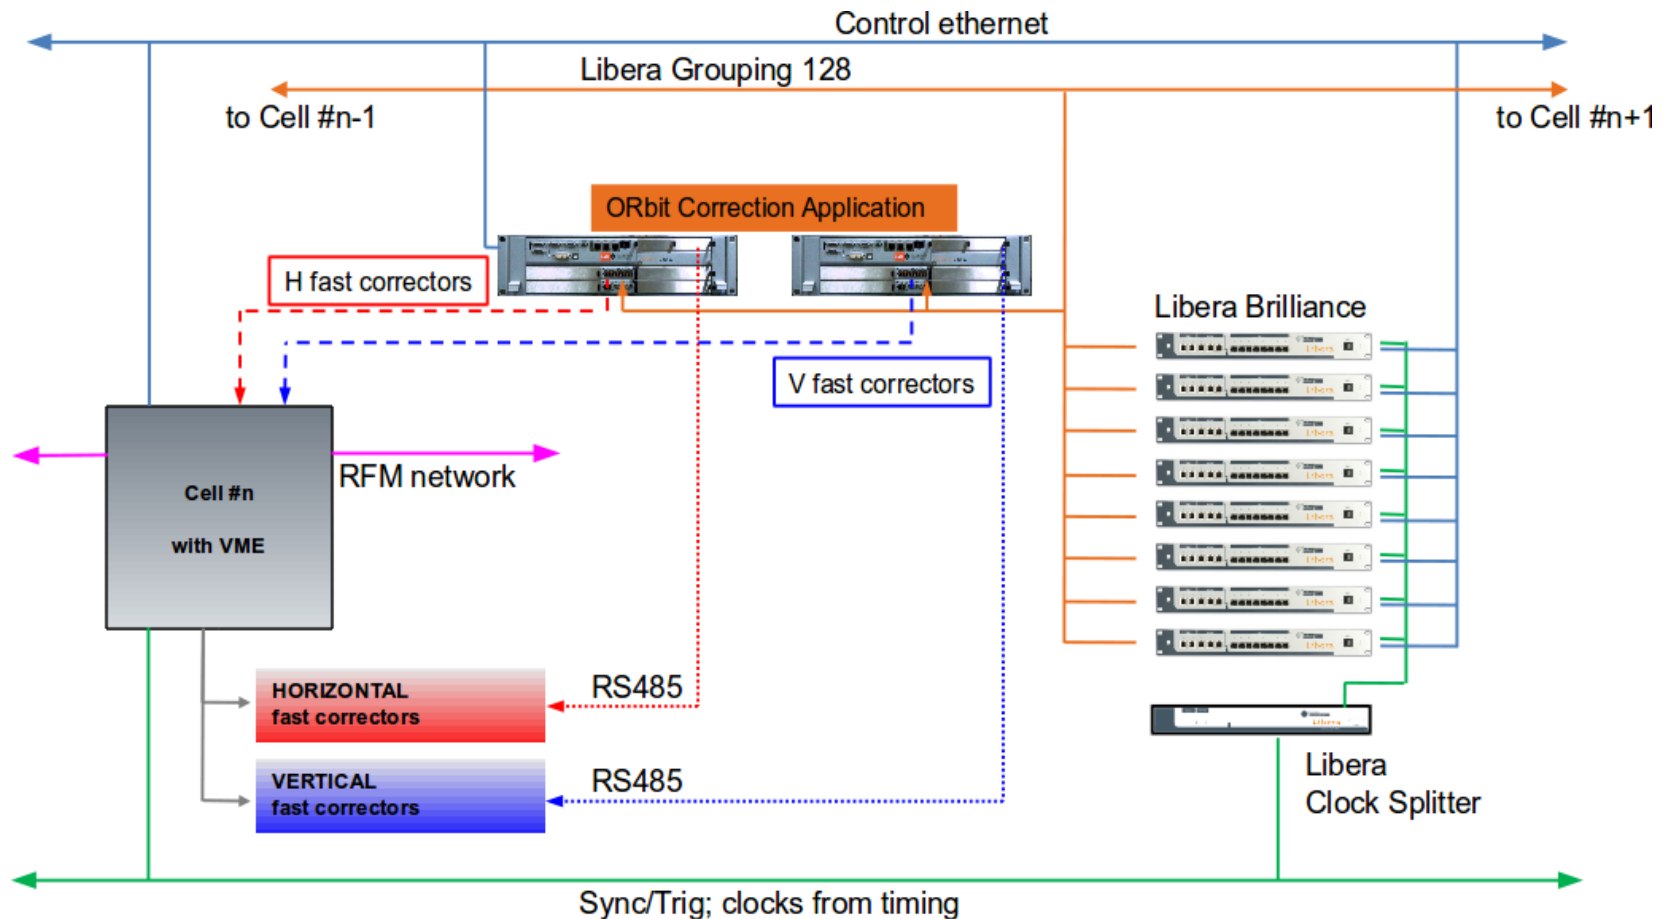 Control ethernet
Libera Grouping 128
to Cell #n-1
to Cell #n+1
ORbit Correction Application
H fast correctors
Libera Brilliance
V fast correctors
RFM network
Cell #n
with VME
HORIZONTAL
fast correctors
RS485
VERTICAL
fast correctors
RS485
Libera
Clock Splitter
Sync/Trig; clocks from timing